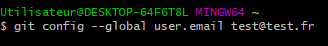 Utilisateur@DESKTOP-64F6T8L MINGW64 ~
$ git config --global user.email test@test.fr